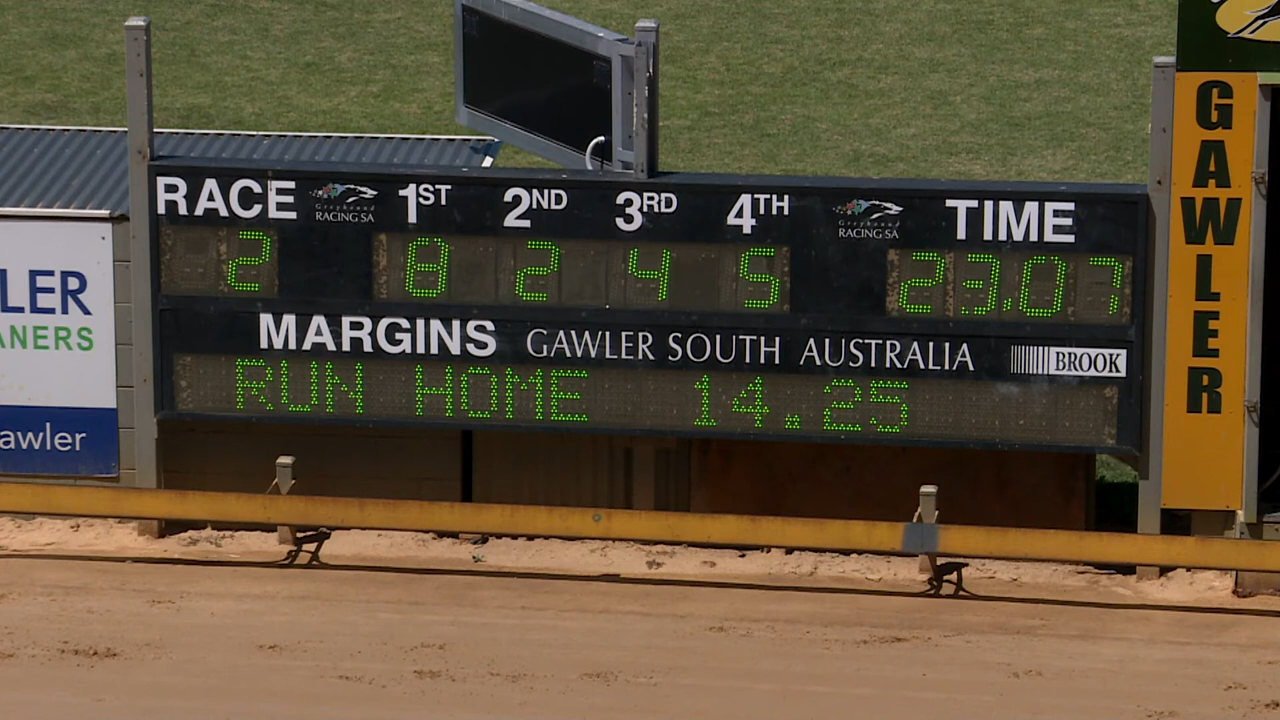 RACE Greyhound RACING SA 1ST 2ND 3RD 4TH Greyhound RACING SA TIME
2 8 2 4 5 23.07
MARGINS GAWLER SOUTH AUSTRALIA BROOK
RUN HOME 14.25
GAWLER
LER
ANERS
awler